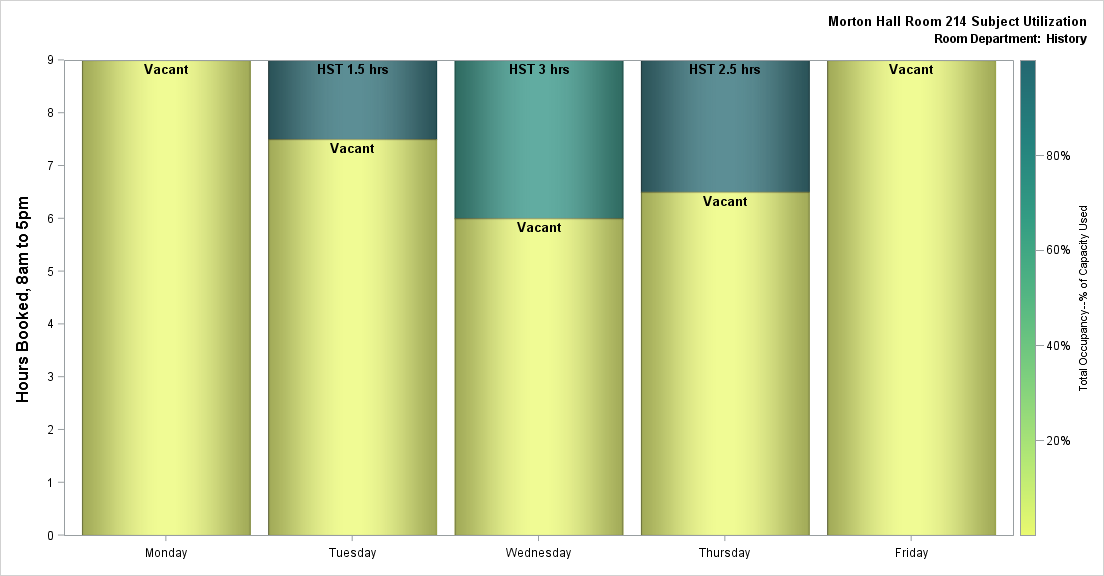 Morton Hall Room 214 Subject Utilization
Room Department: History
Hours Booked, 8am to 5pm
9
8
7
6
5
4
3
2
1
0
Vacant
HST 1.5 hrs
Vacant
HST 3 hrs
Vacant
HST 2.5 hrs
Vacant
Vacant
Monday
Tuesday
Wednesday
Thursday
Friday
80%
60%
40%
20%
Total Occupancy--% of Capacity Used